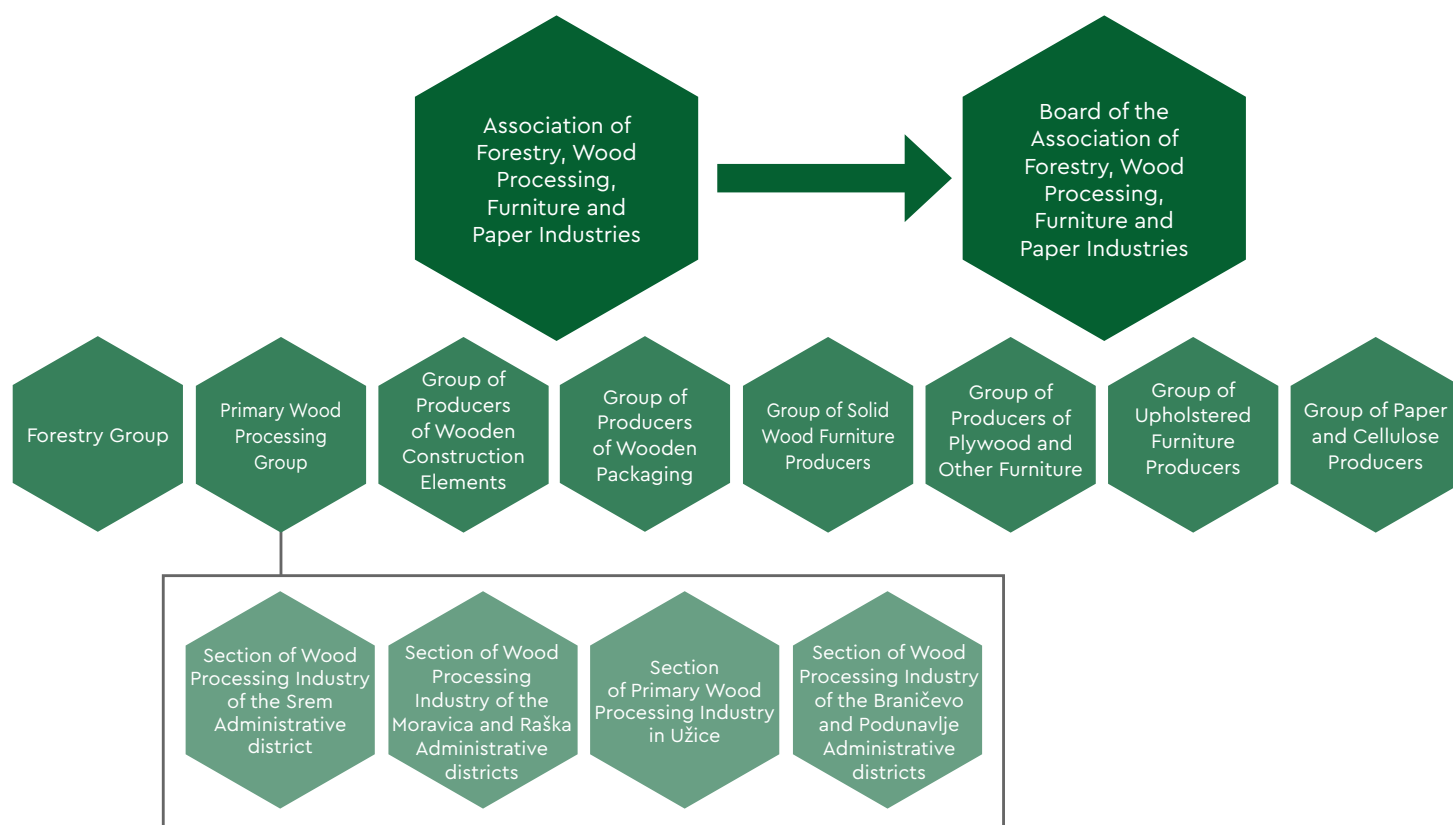 Association of
Forestry, Wood
Processing,
Furniture and
Paper Industries
Board of the
Association of
Forestry, Wood
Processing,
Furniture and
Paper Industries
Forestry Group
Primary Wood
Processing
Group
Group of
Producers
of Wooden
Construction
Elements
Group of
Producers
of Wooden
Packaging
Group of Solid
Wood Furniture
Producers
Group of
Producers of
Plywood and
Other Furniture
Group of
Upholstered
Furniture
Producers
Group of Paper
and Cellulose
Producers
Section of Wood
Processing Industry
of the Srem
Administrative
district
Section of Wood
Processing
Industry of the
Moravica and Raška
Administrative
districts
Section
of Primary Wood
Processing Industry
in Užice
Section of Wood
Processing Industry
of the Braničevo
and Podunavlje
Administrative
districts